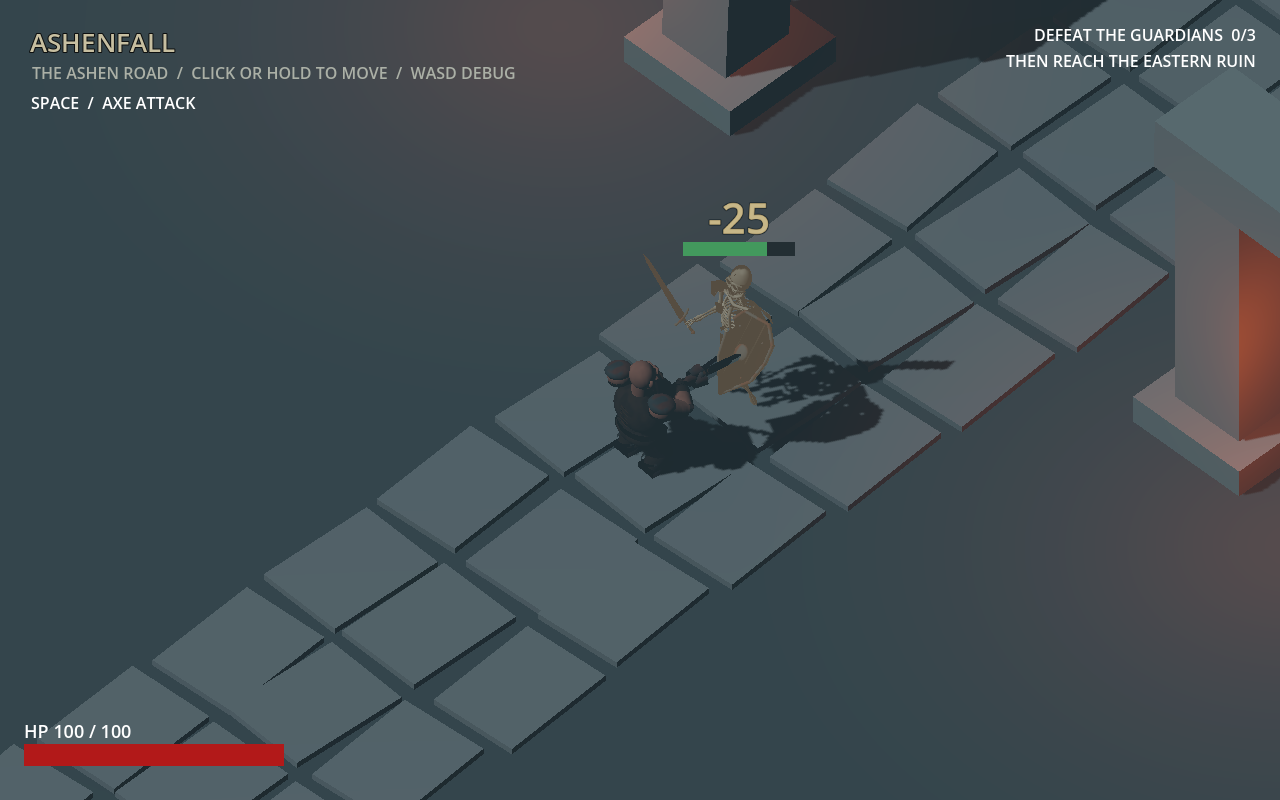 ASHENFALL
THE ASHEN ROAD / CLICK OR HOLD TO MOVE / WASD DEBUG
SPACE / AXE ATTACK
DEFEAT THE GUARDIANS 0/3
THEN REACH THE EASTERN RUIN
-25
HP 100 / 100